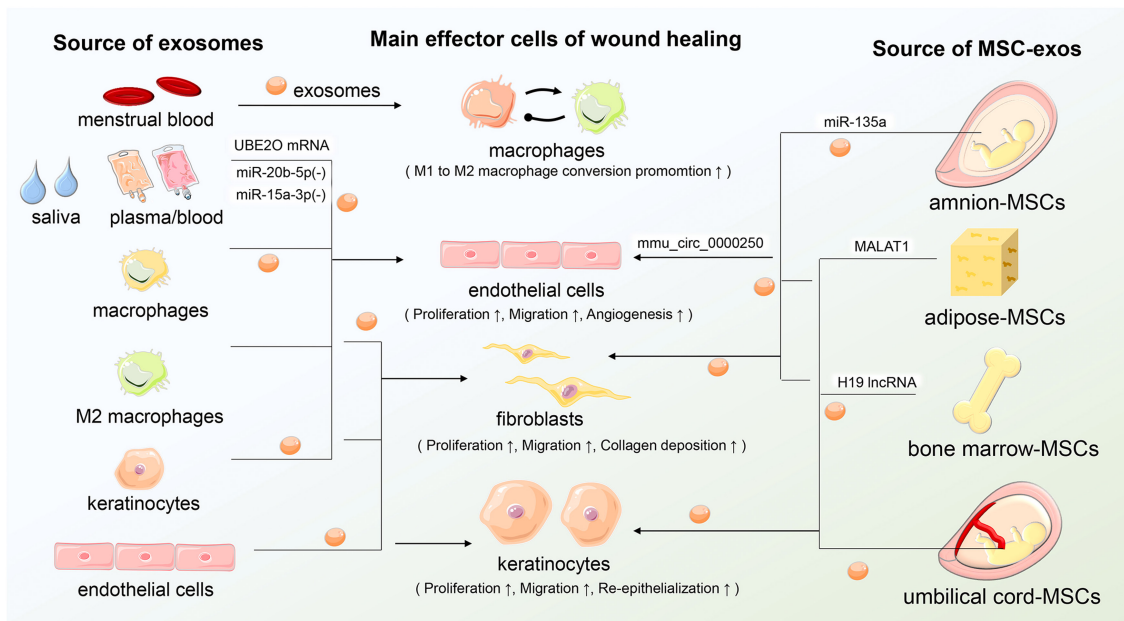 Source of exosomes
menstrual blood
saliva
plasma/blood
macrophages
M2 macrophages
keratinocytes
endothelial cells
exosomes
UBE2O mRNA
miR-20b-5p(-)
miR-15a-3p(-)
Main effector cells of wound healing
macrophages
( M1 to M2 macrophage conversion promomtion ↑ )
endothelial cells
( Proliferation ↑, Migration ↑, Angiogenesis ↑ )
fibroblasts
( Proliferation ↑, Migration ↑, Collagen deposition ↑ )
keratinocytes
( Proliferation ↑, Migration ↑, Re-epithelialization ↑ )
Source of MSC-exos
miR-135a
amnion-MSCs
mmu_circ_0000250
MALAT1
adipose-MSCs
H19 lncRNA
bone marrow-MSCs
umbilical cord-MSCs